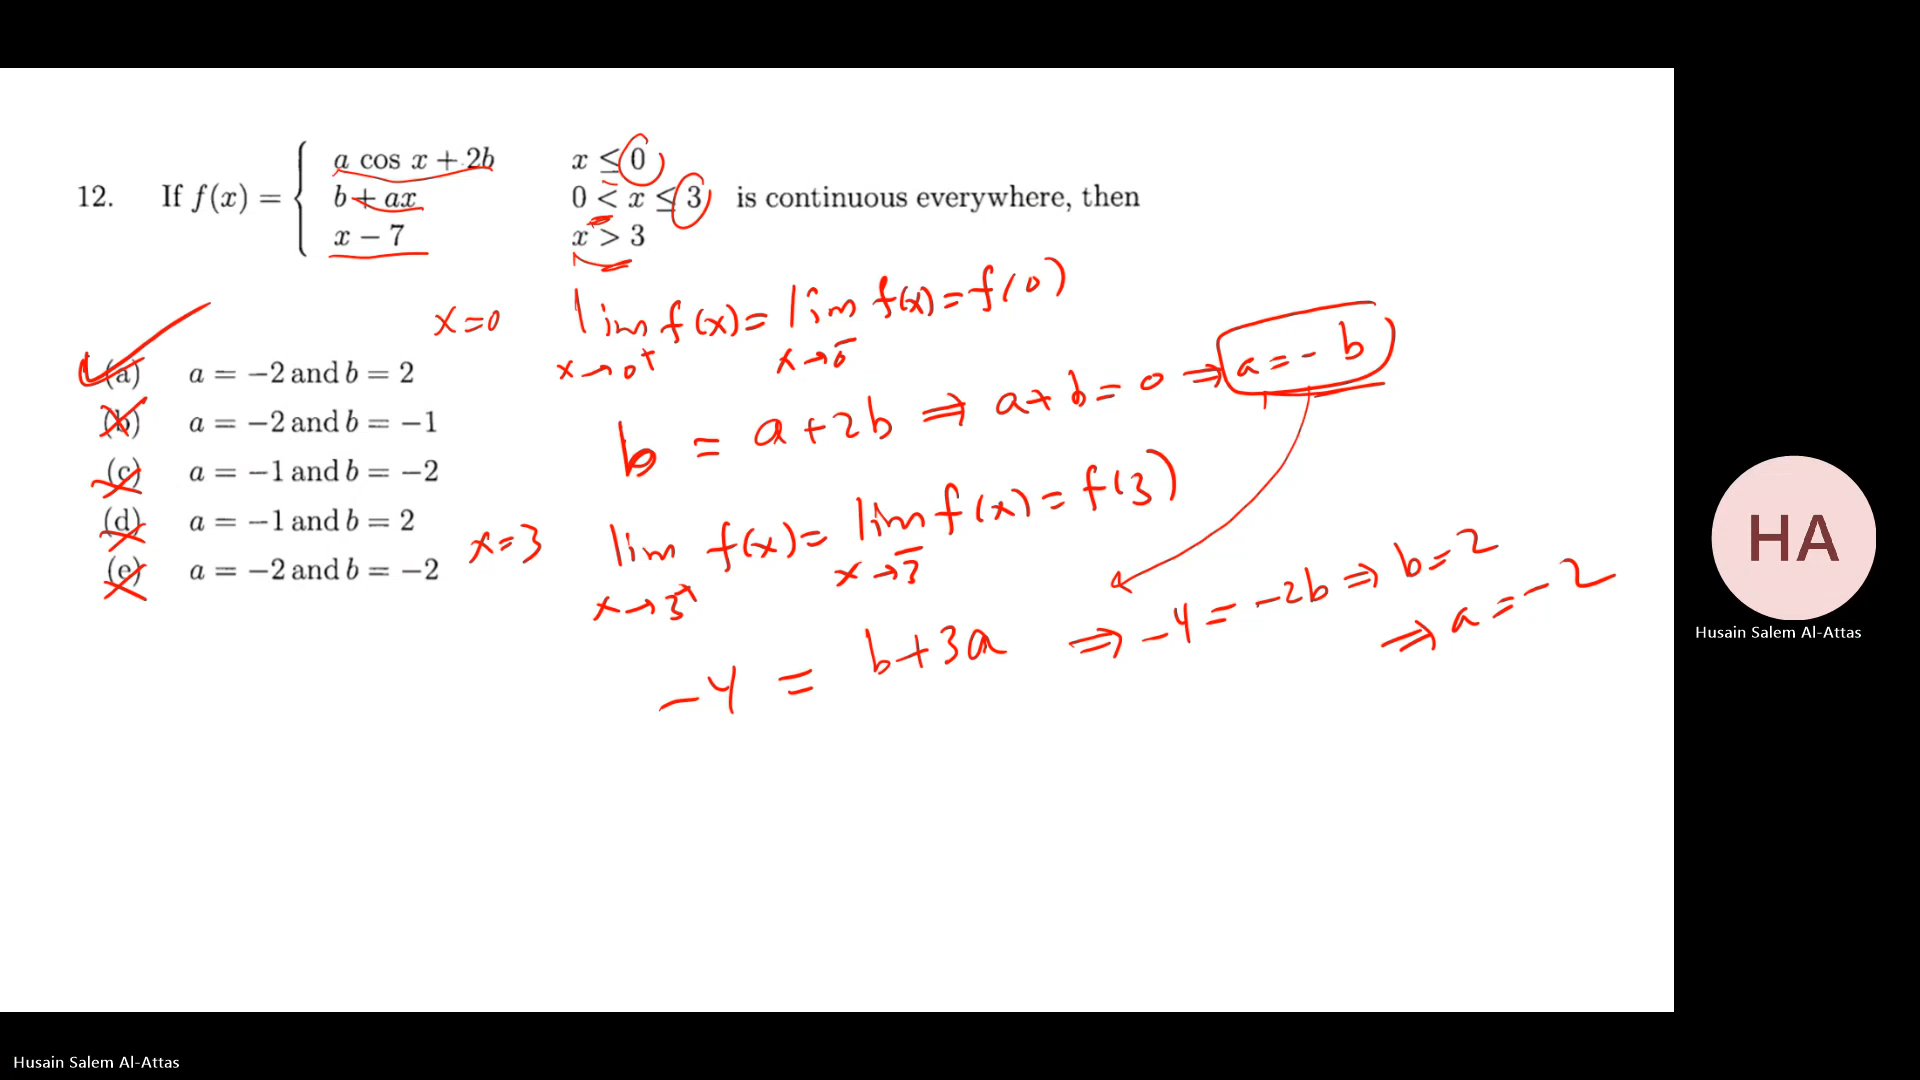 12. If f(x) = { a cos x + 2b x ≤ 0
b + ax 0 < x ≤ 3 is continuous everywhere, then
x − 7 x > 3
x=0 lim f(x) = lim f(x) = f(0)
x→0⁺ x→0⁻
(a) a = −2 and b = 2
(b) a = −2 and b = −1
(c) a = −1 and b = −2
(d) a = −1 and b = 2
(e) a = −2 and b = −2
b = a+2b ⇒ a+b=0 ⇒ a=-b
x=3 lim f(x) = lim f(x) = f(3)
x→3⁺ x→3⁻
-4 = b+3a ⇒ -4=-2b ⇒ b=2
⇒ a=-2
HA
Husain Salem Al-Attas
Husain Salem Al-Attas